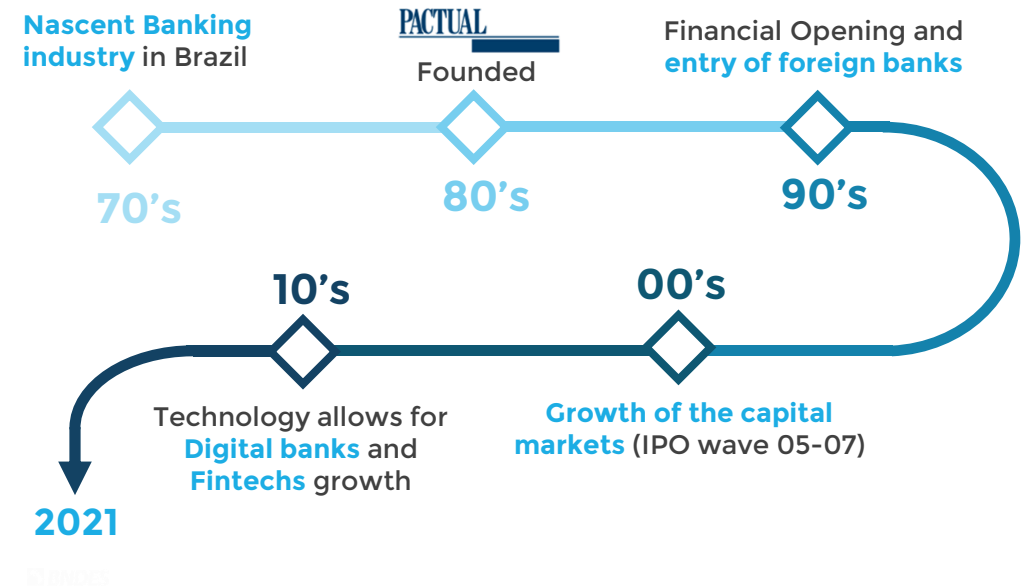 Nascent Banking
industry in Brazil
PACTUAL
Founded
Financial Opening and
entry of foreign banks
70’s
80’s
90’s
10’s
00’s
Technology allows for
Digital banks and
Fintechs growth
Growth of the capital
markets (IPO wave 05-07)
2021